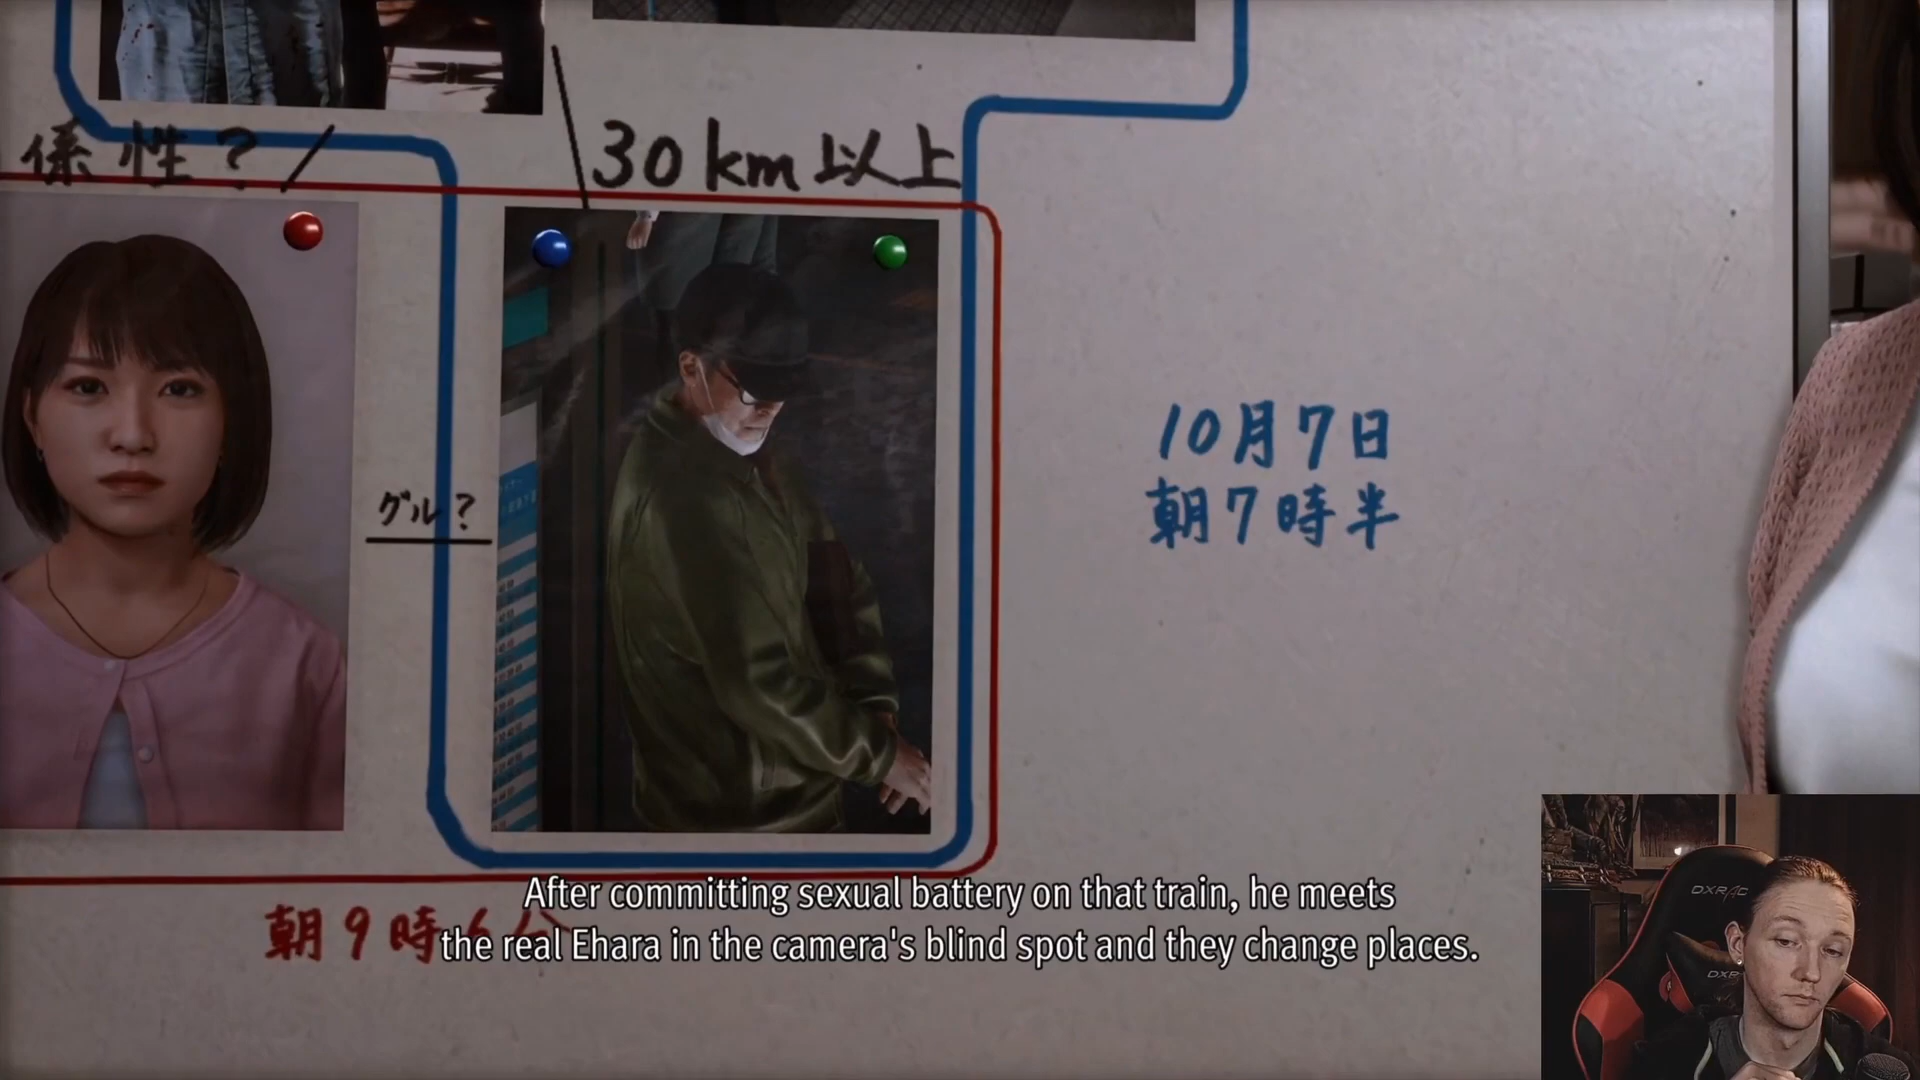 係性？/
30km以上
グル？
10月7日
朝7時半
朝9時6分
After committing sexual battery on that train, he meets
the real Ehara in the camera's blind spot and they change places.
DXRAC
DXR